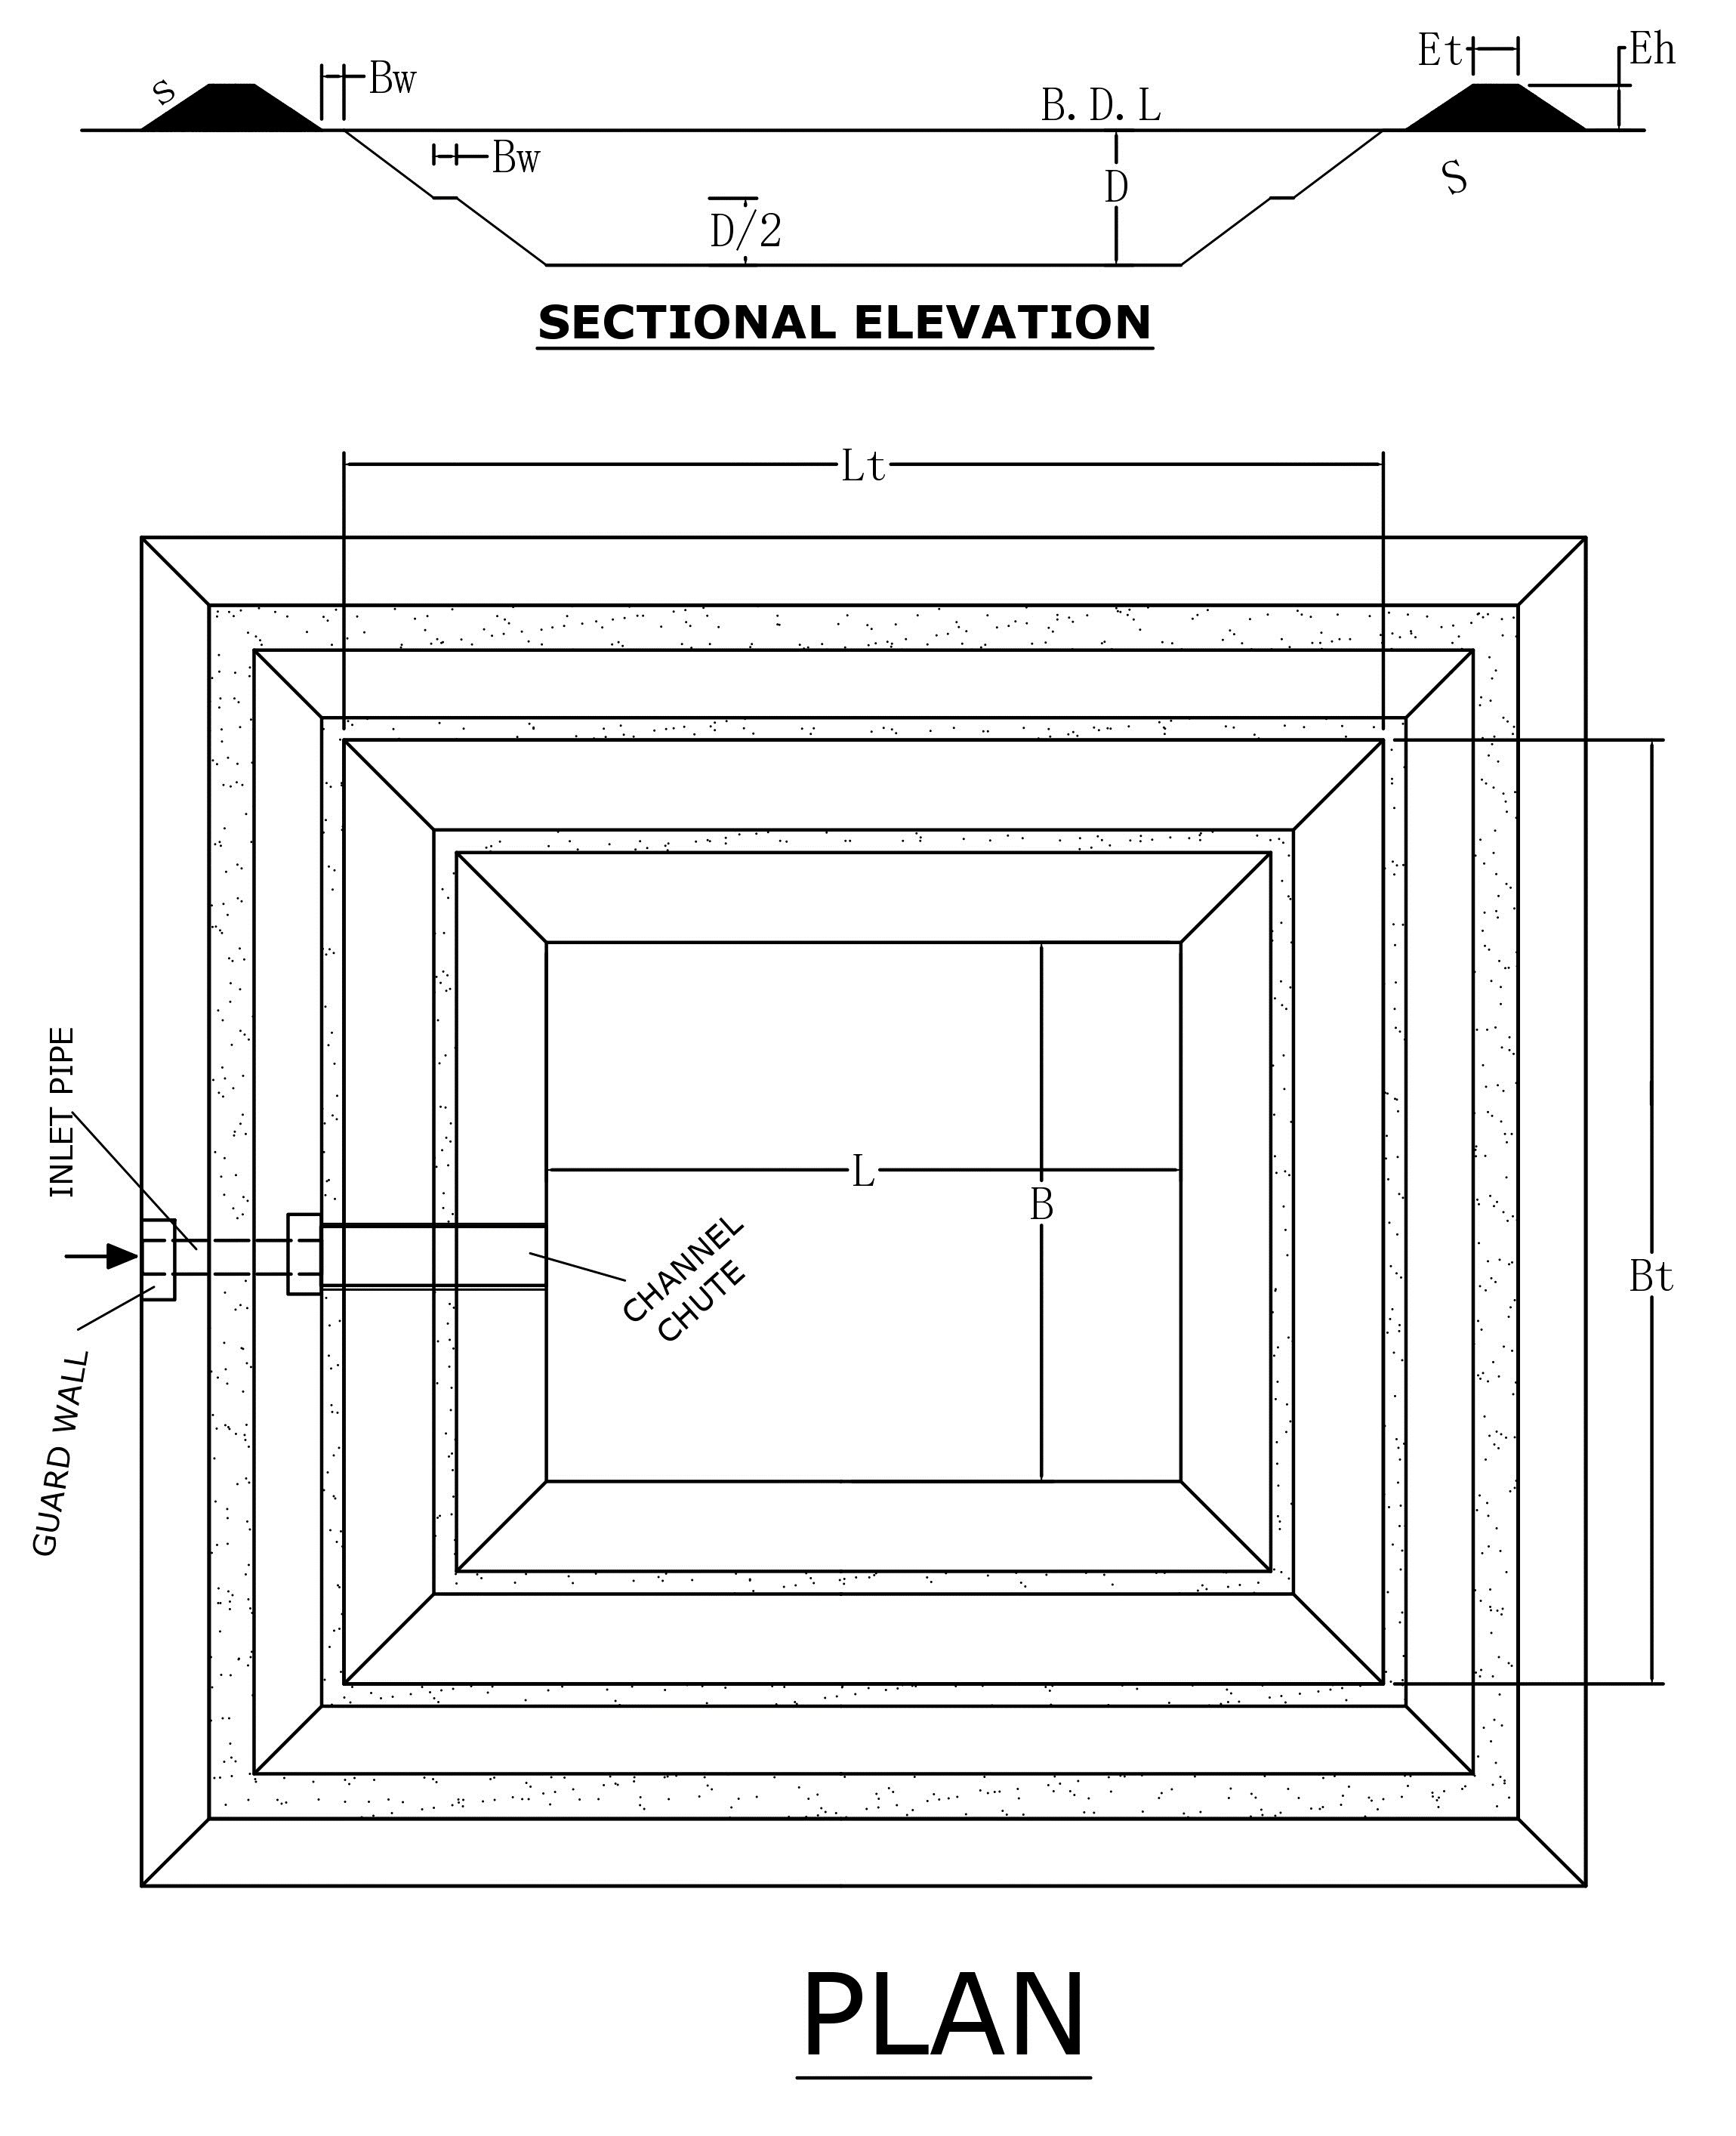 Et
Eh
s
Bw
B.D.L
Bw
D
S
D/2
SECTIONAL ELEVATION
Lt
INLET PIPE
L
B
CHANNEL
CHUTE
Bt
GUARD WALL
PLAN